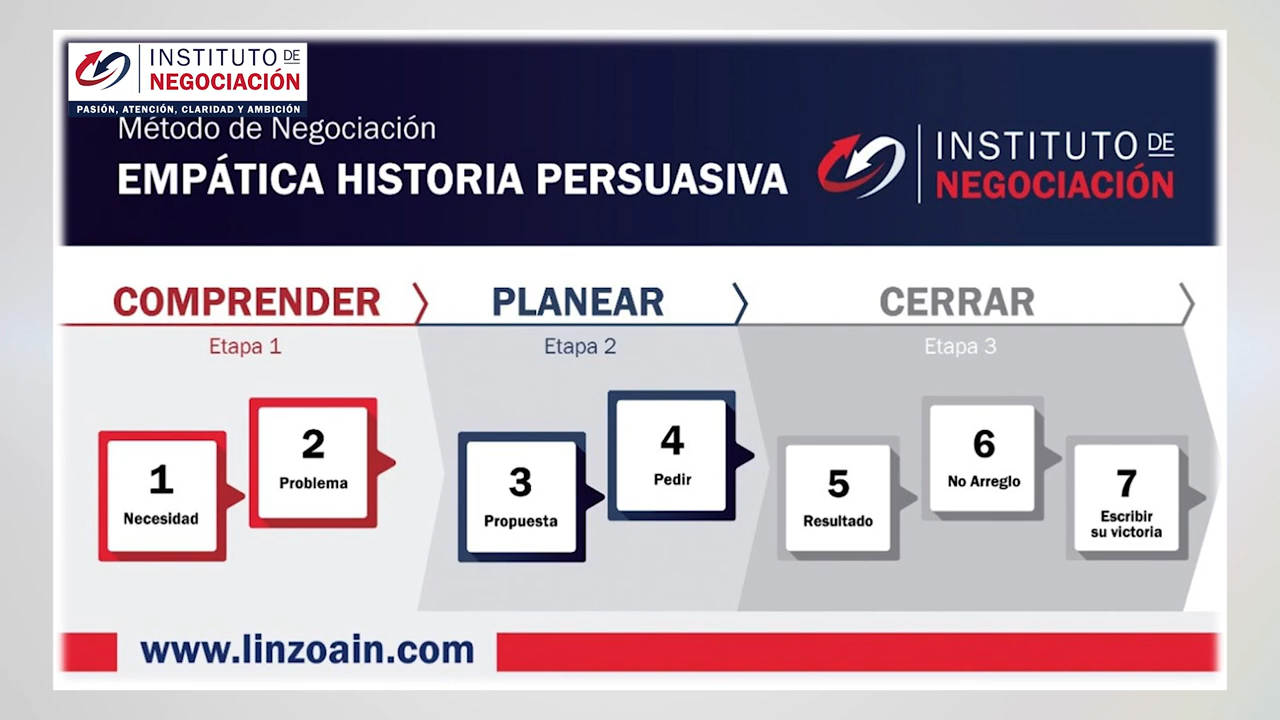 INSTITUTO DE
NEGOCIACIÓN
PASIÓN, ATENCIÓN, CLARIDAD Y AMBICIÓN
Método de Negociación
EMPÁTICA HISTORIA PERSUASIVA
INSTITUTO DE
NEGOCIACIÓN
COMPRENDER
Etapa 1
PLANEAR
Etapa 2
CERRAR
Etapa 3
1
Necesidad
2
Problema
3
Propuesta
4
Pedir
5
Resultado
6
No Arreglo
7
Escribir
su victoria
www.linzoain.com